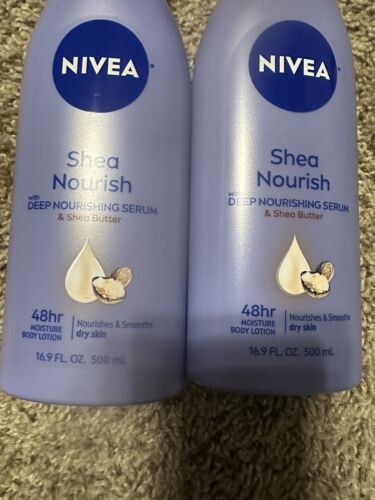 NIVEA
Shea
Nourish
with
DEEP NOURISHING SERUM
& Shea Butter
48hr
MOISTURE
BODY LOTION
Nourishes & Smooths
dry skin
16.9 FL. OZ. 500 mL
NIVEA
Shea
Nourish
with
DEEP NOURISHING SERUM
& Shea Butter
48hr
MOISTURE
BODY LOTION
Nourishes & Smooths
dry skin
16.9 FL. OZ. 500 mL